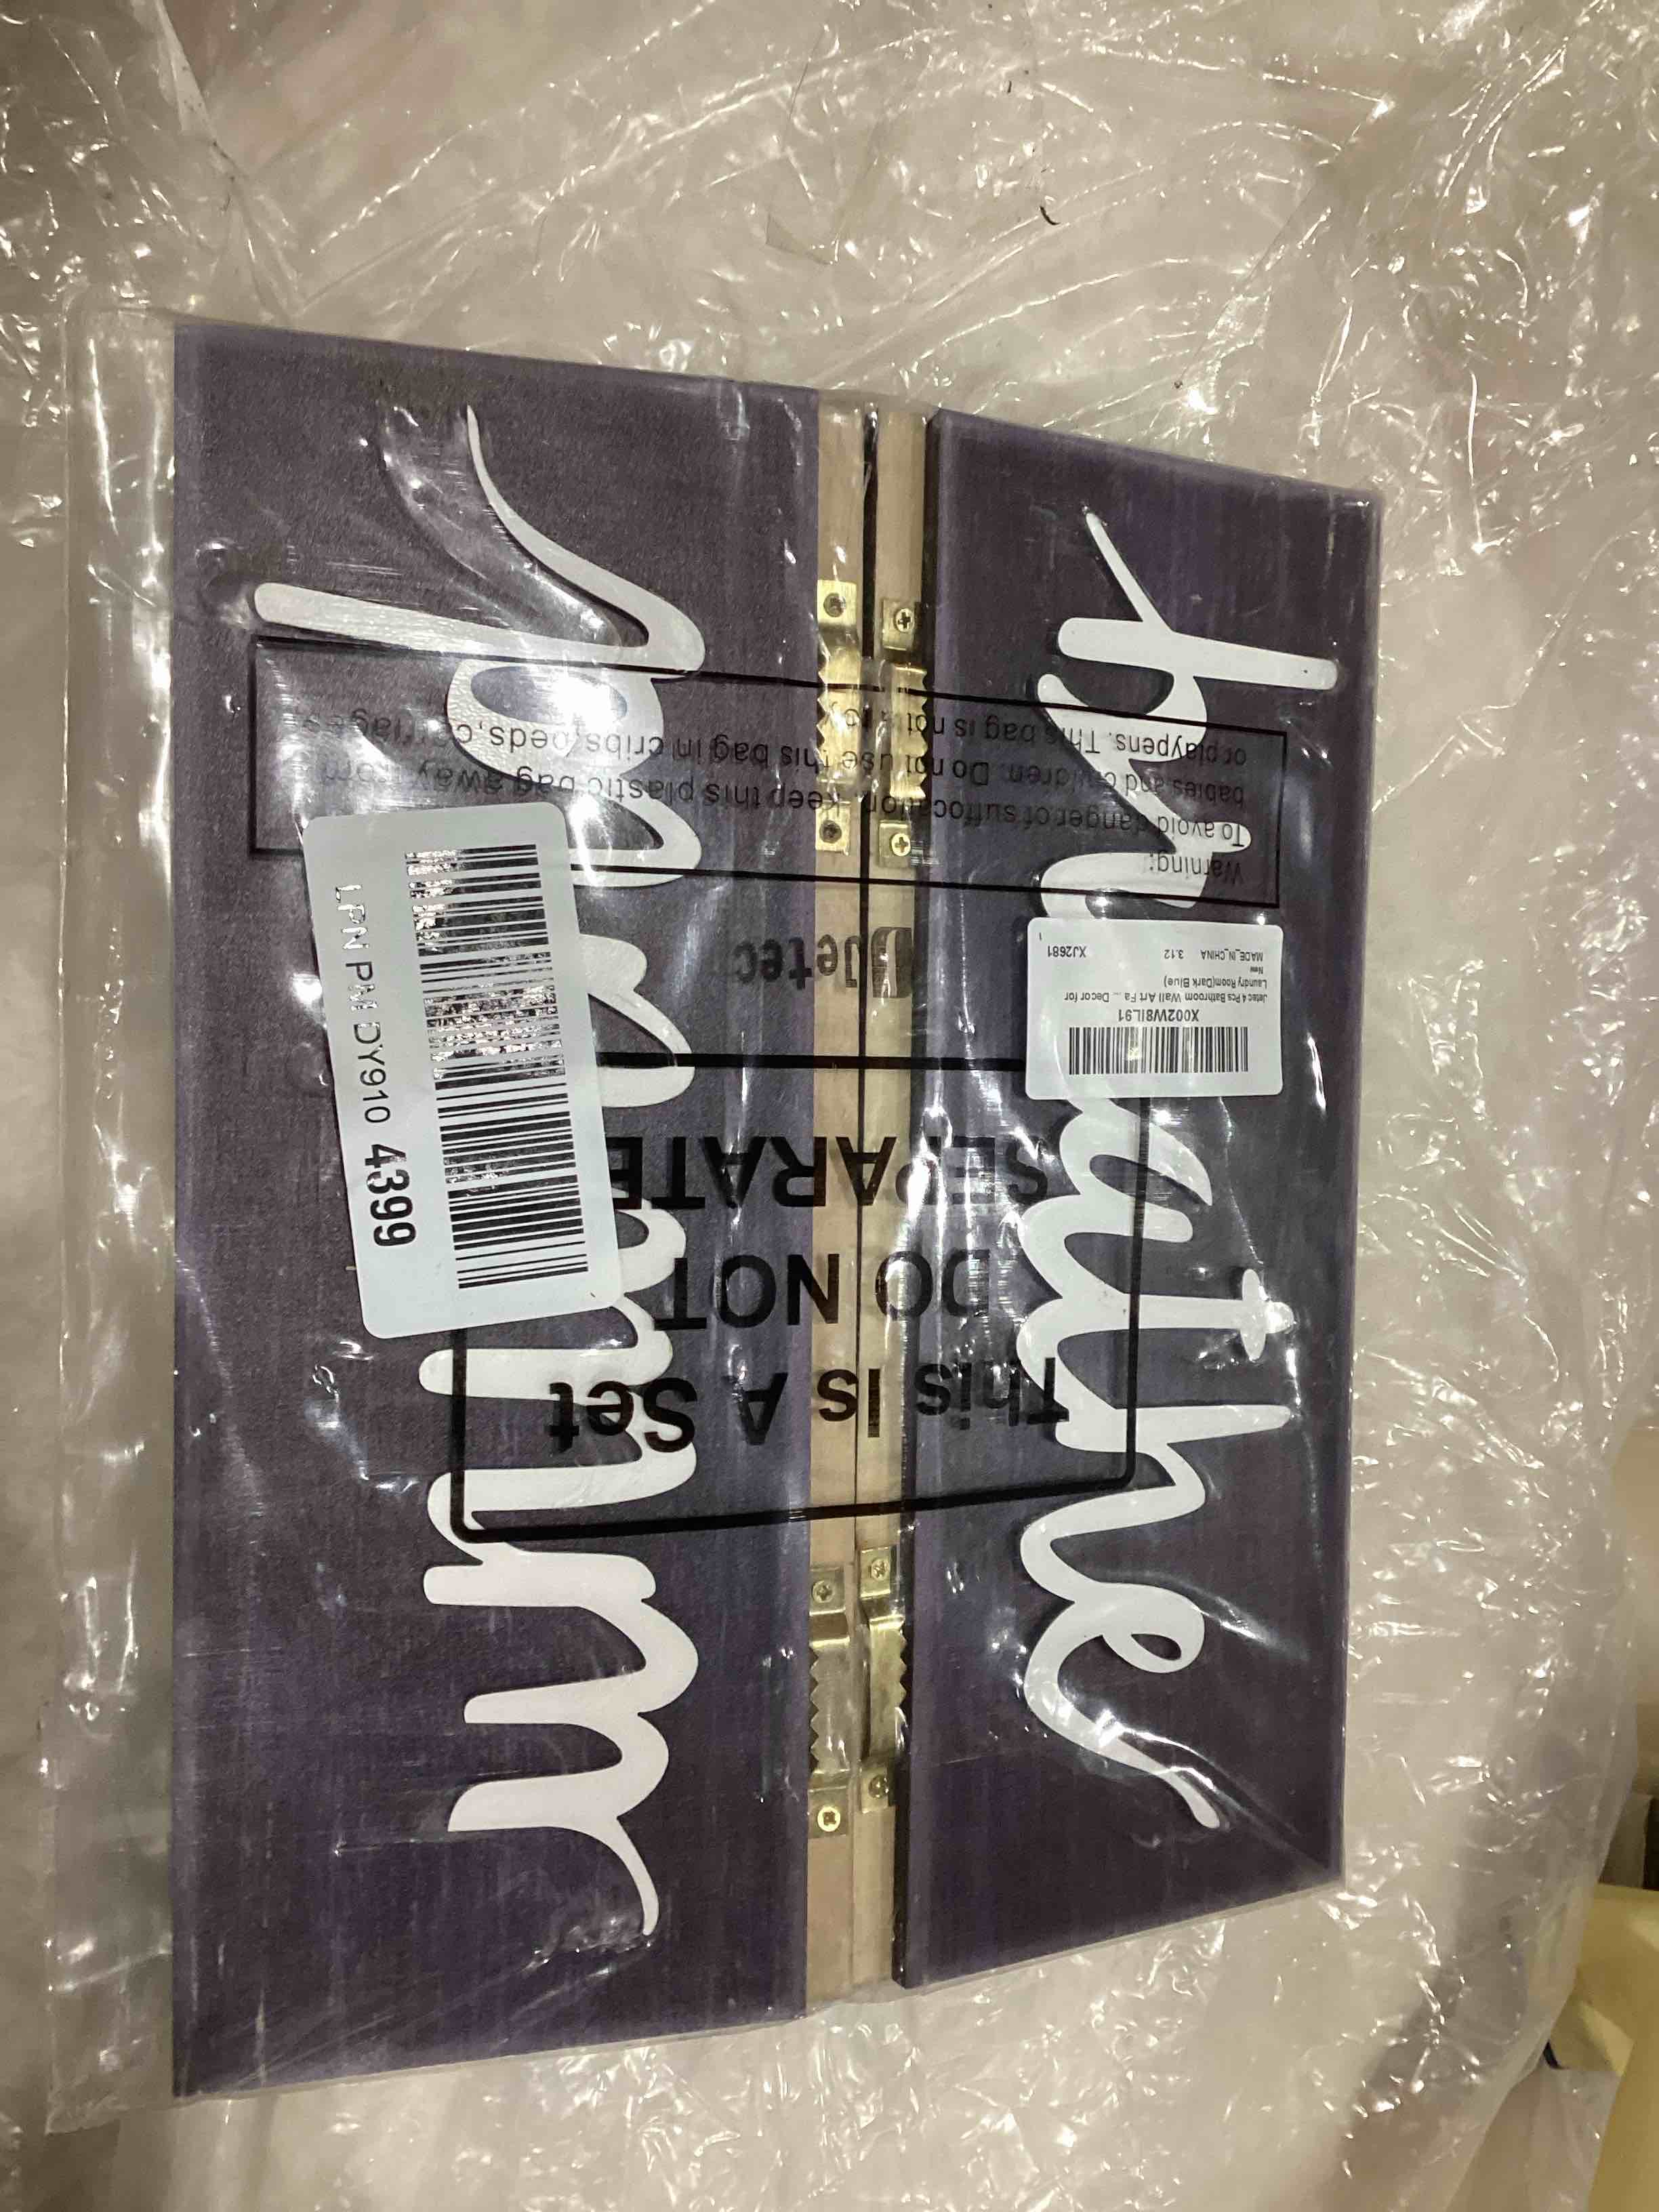 breathe
This Is A Set
DO NOT
SEPARATE
Jetec
Warning:
To avoid danger of suffocation, keep this plastic bag away from
babies and children. Do not use this bag in cribs, beds, carriages
or playpens. This bag is not a toy.
X002W8IL91
Jetec 4 Pcs Bathroom Wall Art Fa ... Decor for
Laundry Room(Dark Blue)
New
MADE_IN_CHINA 3.12 XJ2681
LPN PM DY910 4399